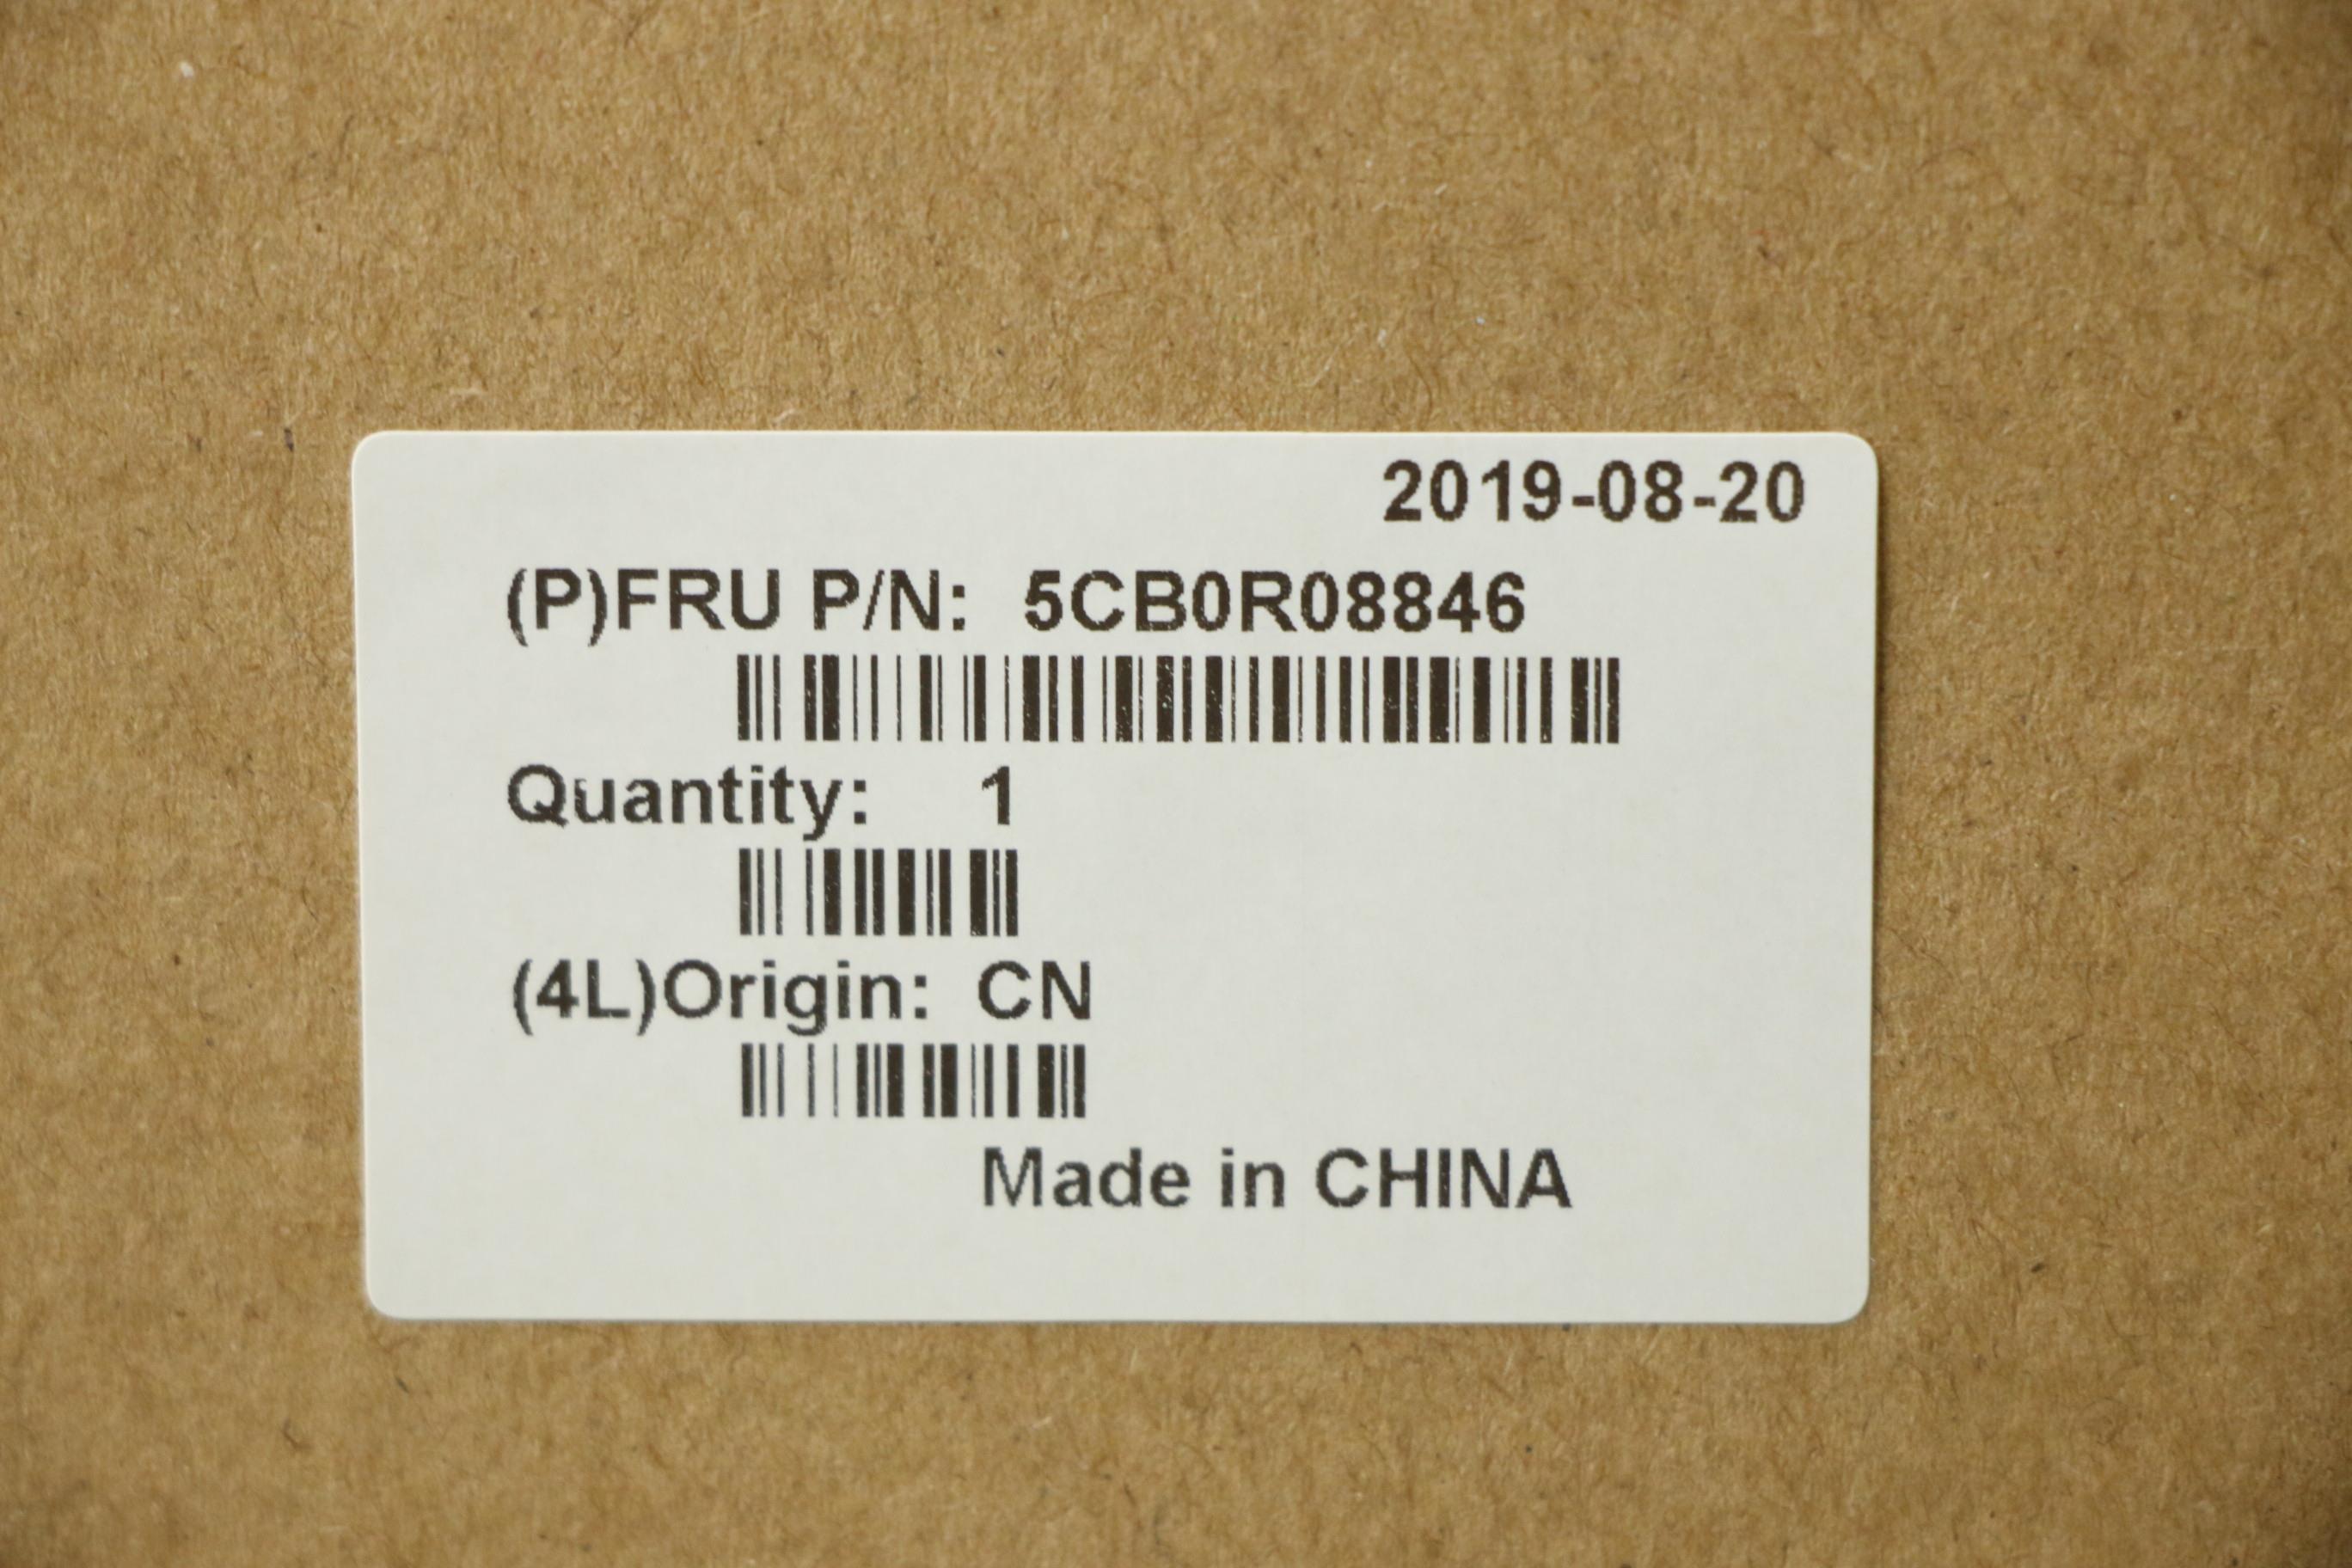 2019-08-20
(P)FRU P/N: 5CB0R08846
Quantity: 1
(4L)Origin: CN
Made in CHINA